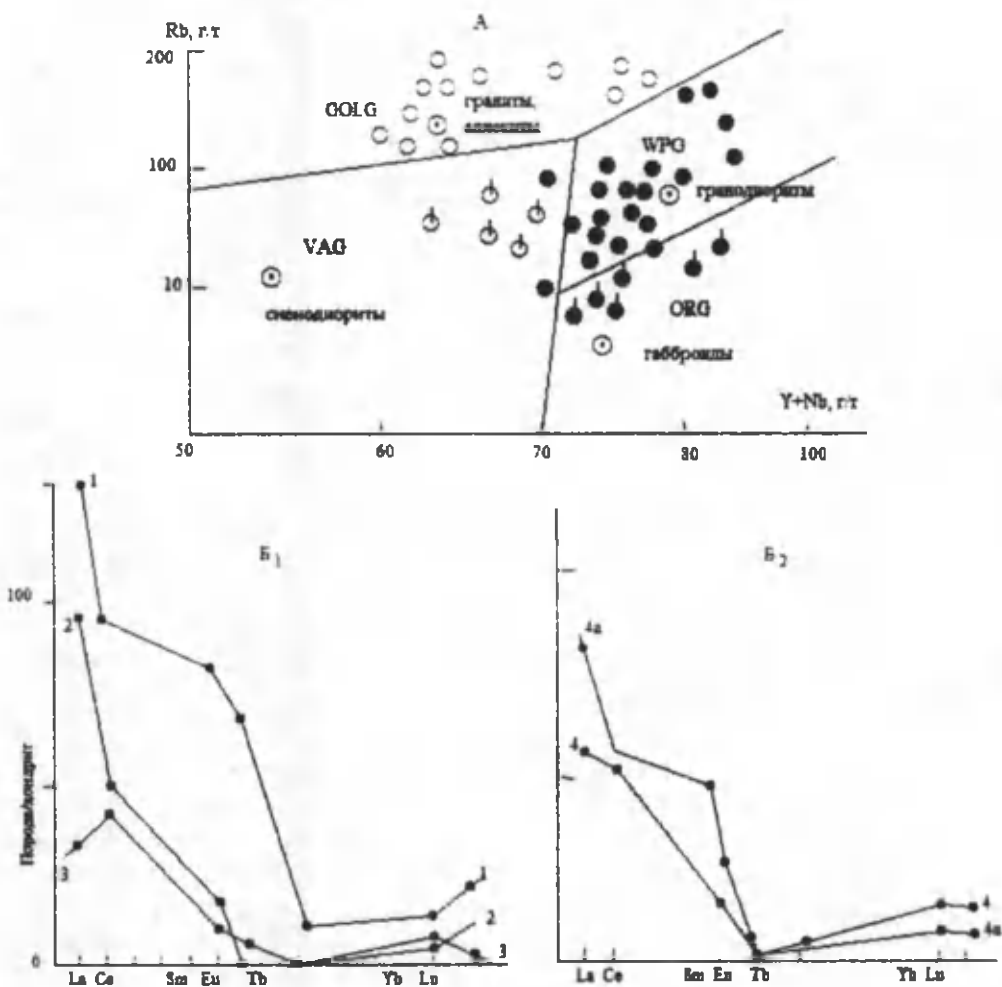 А
Rb, г/т
200
GOLG
граниты,
WPG
100
гранодиориты
VAG
10
сиенодиориты
ORG
габброиды
Y+Nb, г/т
50 60 70 80 100
Б1
Б2
1
2
3
100
Порода/хондрит
1
2
3
0
La Ce Sm Eu Tb Yb Lu
4а
4
4
4а
La Ce Sm Eu Tb Yb Lu